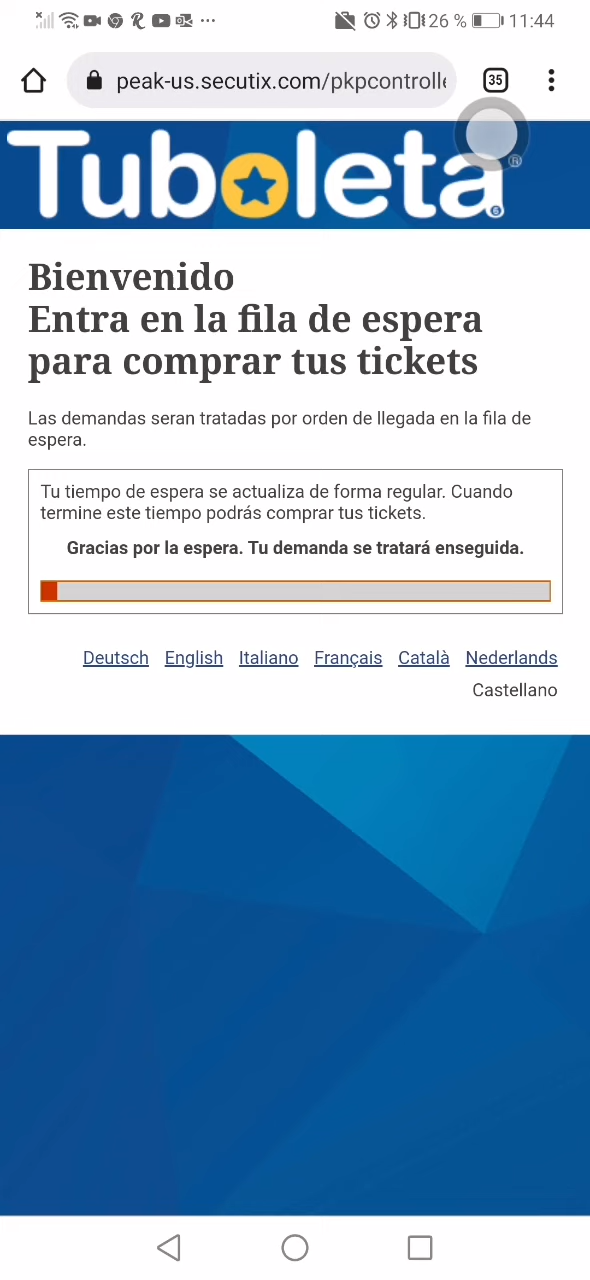 26 % 11:44
peak-us.secutix.com/pkpcontrolle
35
Tuboleta®
Bienvenido
Entra en la fila de espera
para comprar tus tickets
Las demandas seran tratadas por orden de llegada en la fila de
espera.
Tu tiempo de espera se actualiza de forma regular. Cuando
termine este tiempo podrás comprar tus tickets.
Gracias por la espera. Tu demanda se tratará enseguida.
Deutsch English Italiano Français Català Nederlands
Castellano